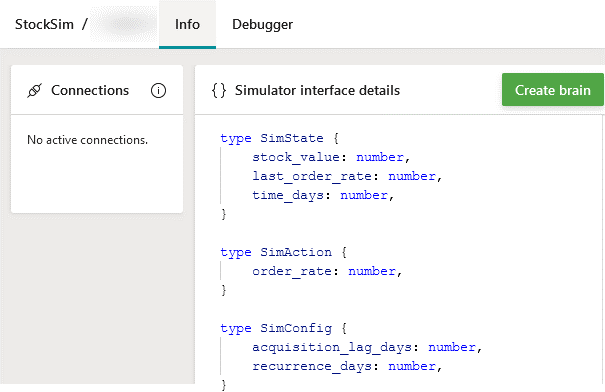 StockSim /
Info
Debugger
Connections
No active connections.
{} Simulator interface details
Create brain
type SimState {
stock_value: number,
last_order_rate: number,
time_days: number,
}
type SimAction {
order_rate: number,
}
type SimConfig {
acquisition_lag_days: number,
recurrence_days: number,
}